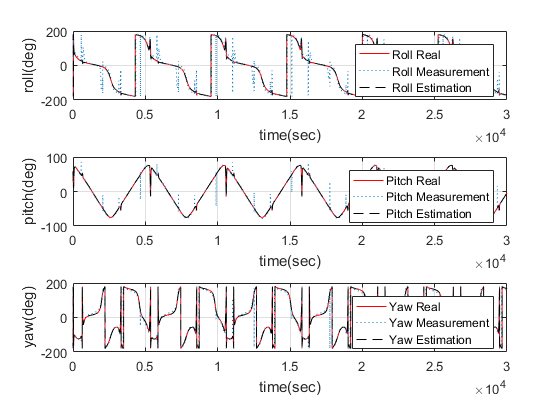 roll(deg)
200
0
-200
Roll Real
Roll Measurement
Roll Estimation
0 0.5 1 1.5 2 2.5 3
time(sec)
×10^4
pitch(deg)
100
0
-100
Pitch Real
Pitch Measurement
Pitch Estimation
0 0.5 1 1.5 2 2.5 3
time(sec)
×10^4
yaw(deg)
200
0
-200
Yaw Real
Yaw Measurement
Yaw Estimation
0 0.5 1 1.5 2 2.5 3
time(sec)
×10^4